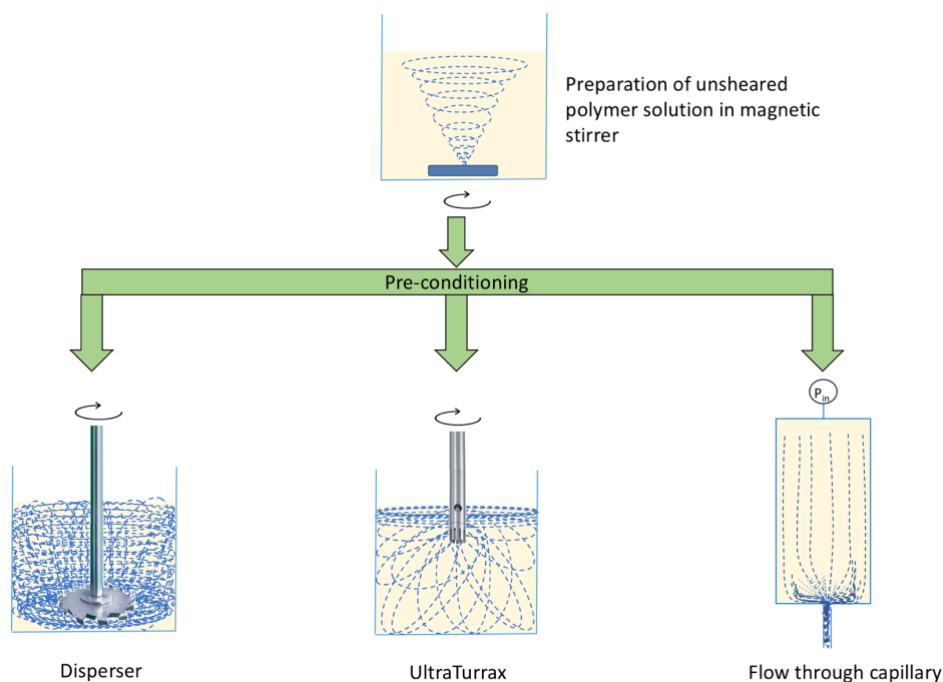 Preparation of unsheared
polymer solution in magnetic
stirrer
Pre-conditioning
Pin
Disperser
UltraTurrax
Flow through capillary